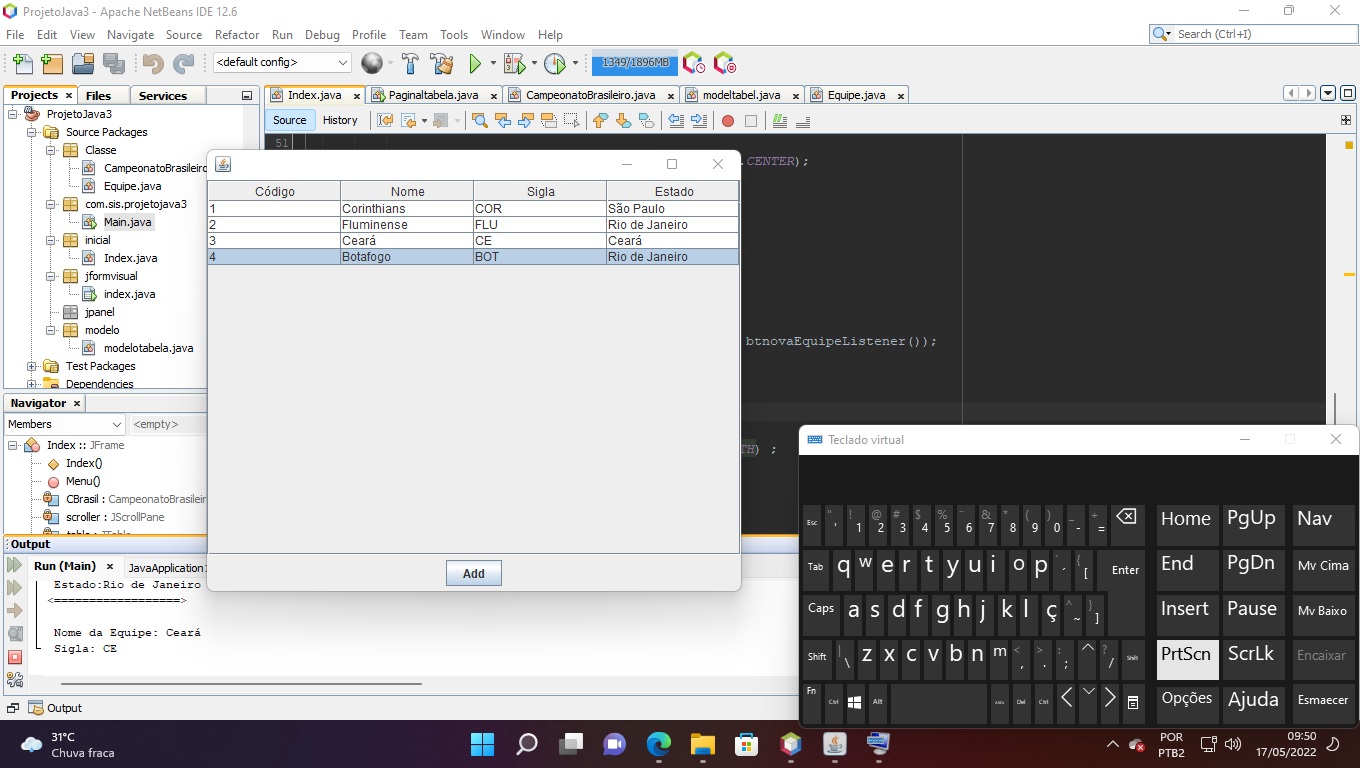 ProjetoJava3 - Apache NetBeans IDE 12.6
File Edit View Navigate Source Refactor Run Debug Profile Team Tools Window Help
Search (Ctrl+I)
<default config>
1349/1896MB
Projects × Files Services
Index.java × PaginaItabela.java × CampeonatoBrasileiro.java × modeltabel.java × Equipe.java ×
Source History
ProjetoJava3
Source Packages
Classe
CampeonatoBrasileiro
Equipe.java
com.sis.projetojava3
Main.java
inicial
Index.java
jformvisual
index.java
jpanel
modelo
modelotabela.java
Test Packages
Dependencies
51
.CENTER);
btnovaEquipeListener());
TH) ;
Código Nome Sigla Estado
1 Corinthians COR São Paulo
2 Fluminense FLU Rio de Janeiro
3 Ceará CE Ceará
4 Botafogo BOT Rio de Janeiro
Add
Navigator ×
Members <empty>
Index :: JFrame
Index()
Menu()
CBrasil : CampeonatoBrasileir
scroller : JScrollPane
Output
Run (Main) × JavaApplication
Estado:Rio de Janeiro
<==================>
Nome da Equipe: Ceará
Sigla: CE
Output
Teclado virtual
Esc " ' ! 1 @ 2 # 3 $ 4 % 5 ¨ 6 & 7 * 8 ( 9 ) 0 _ - + = Home PgUp Nav
Tab q w e r t y u i o p ` ´ { [ Enter End PgDn Mv Cima
Caps a s d f g h j k l ç ^ ~ } ] Insert Pause Mv Baixo
Shift | \ z x c v b n m < , > . : ; ^ ? / Shift PrtScn ScrLk Encaixar
Fn Ctrl Alt Del Ctrl Opções Ajuda Esmaecer
31°C
Chuva fraca
POR
PTB2
09:50
17/05/2022